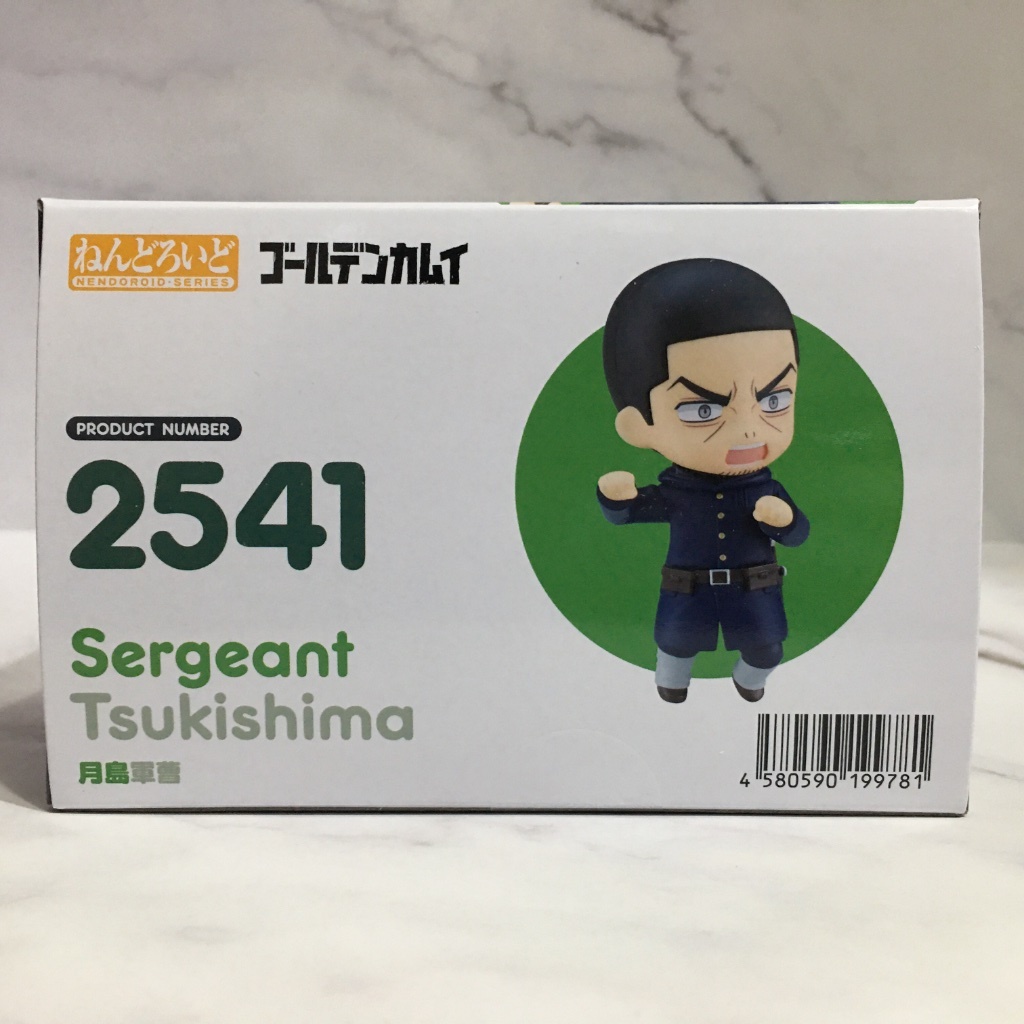 ねんどろいど
NENDOROID・SERIES
ゴールデンカムイ
PRODUCT NUMBER
2541
Sergeant
Tsukishima
月島軍曹
4 580590 199781